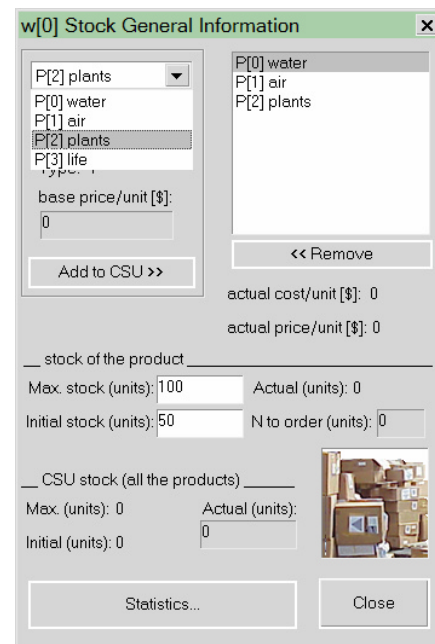 w[0] Stock General Information
P[2] plants
P[0] water
P[1] air
P[2] plants
P[3] life
base price/unit [$]:
0
Add to CSU >>
P[0] water
P[1] air
P[2] plants
<< Remove
actual cost/unit [$]: 0
actual price/unit [$]: 0
stock of the product
Max. stock (units): 100 Actual (units): 0
Initial stock (units): 50 N to order (units): 0
CSU stock (all the products)
Max. (units): 0 Actual (units):
0
Initial (units): 0
Statistics...
Close